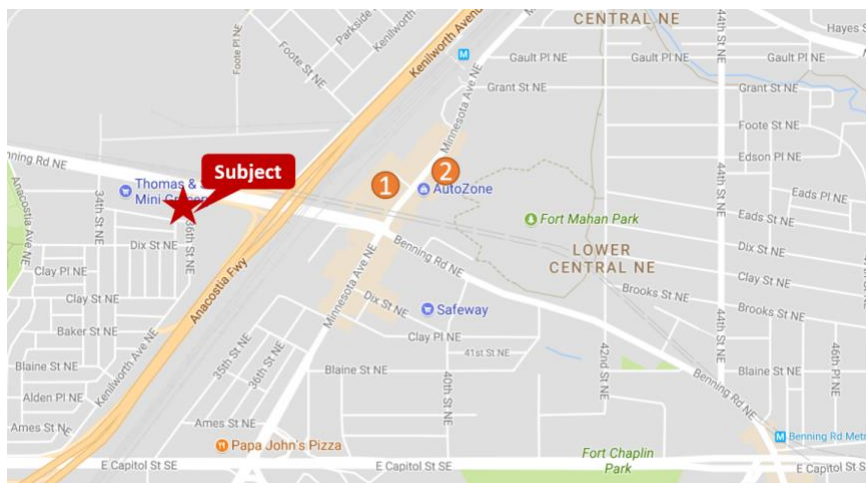 Kenilworth Avenu
Parkside
Kenilworth
Foote Pl NE
Foote St NE
CENTRAL NE
44th St NE
Hayes S
Gault Pl NE
Gault Pl NE
Kenilworth Avenue
M
Minnesota Ave NE
Grant St NE
Foote St NE
nning Rd NE
Edson Pl NE
Subject
Thomas &
Mini Grocer
1
2
AutoZone
Eads Pl NE
Anacostia Ave NE
34th St NE
36th St NE
Fort Mahan Park
Eads St NE
Dix St NE
Dix St NE
LOWER
CENTRAL NE
Clay Pl NE
Anacostia Fwy
Minnesota Ave NE
Benning Rd NE
Clay St NE
Clay St NE
Dix St NE
Safeway
Brooks St NE
Brooks St NE
Baker St NE
Clay Pl NE
44th St NE
41st St NE
35th St NE
36th St NE
40th St NE
42nd St NE
46th Pl NE
Blaine St NE
Blaine St NE
Blaine St NE
Kenilworth Ave NE
Benning Rd NE
Alden Pl NE
Ames St NE
Ames St NE
Papa John's Pizza
M
Benning Rd Metr
Fort Chaplin
Park
E Capitol St SE
E Capitol St SE
E Capitol St SE